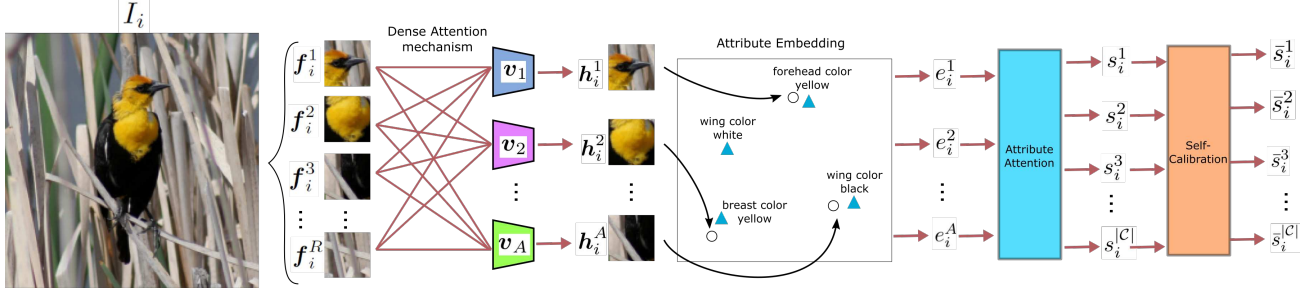 I_i
f_i^1
f_i^2
f_i^3
...
f_i^R
Dense Attention
mechanism
v_1
v_2
...
v_A
h_i^1
h_i^2
...
h_i^A
Attribute Embedding
forehead color
yellow
wing color
white
wing color
black
breast color
yellow
e_i^1
e_i^2
...
e_i^A
Attribute
Attention
s_i^1
s_i^2
s_i^3
...
s_i^{|C|}
Self-
Calibration
s̄_i^1
s̄_i^2
s̄_i^3
...
s̄_i^{|C|}